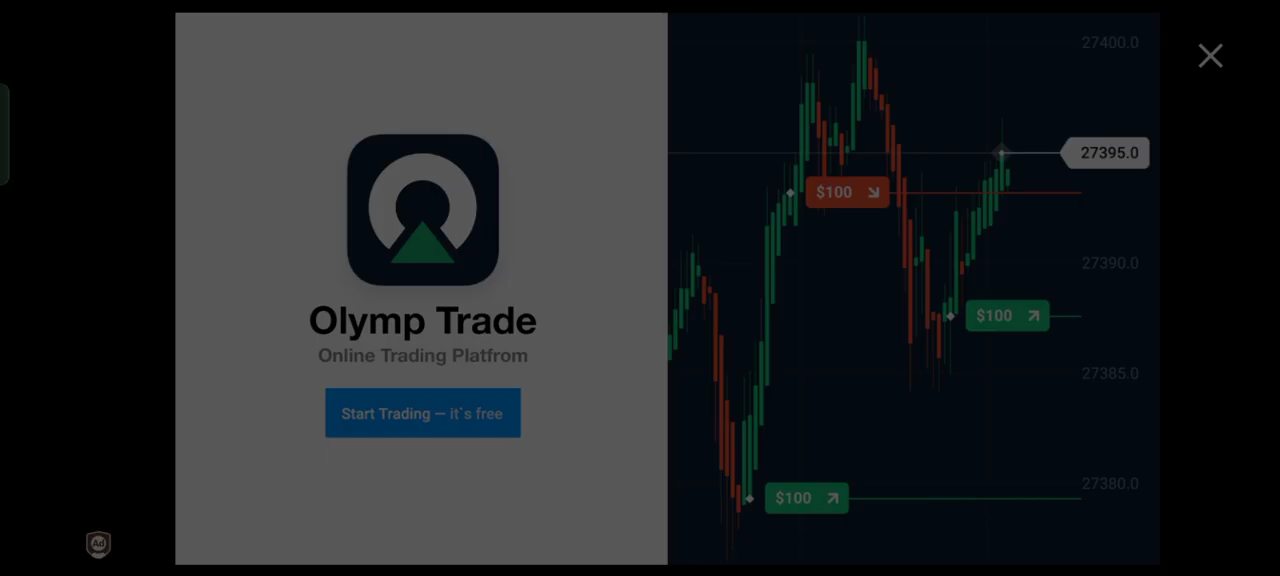 Olymp Trade
Online Trading Platfrom
Start Trading — it`s free
27400.0
27395.0
$100
27390.0
$100
27385.0
27380.0
$100
Ad